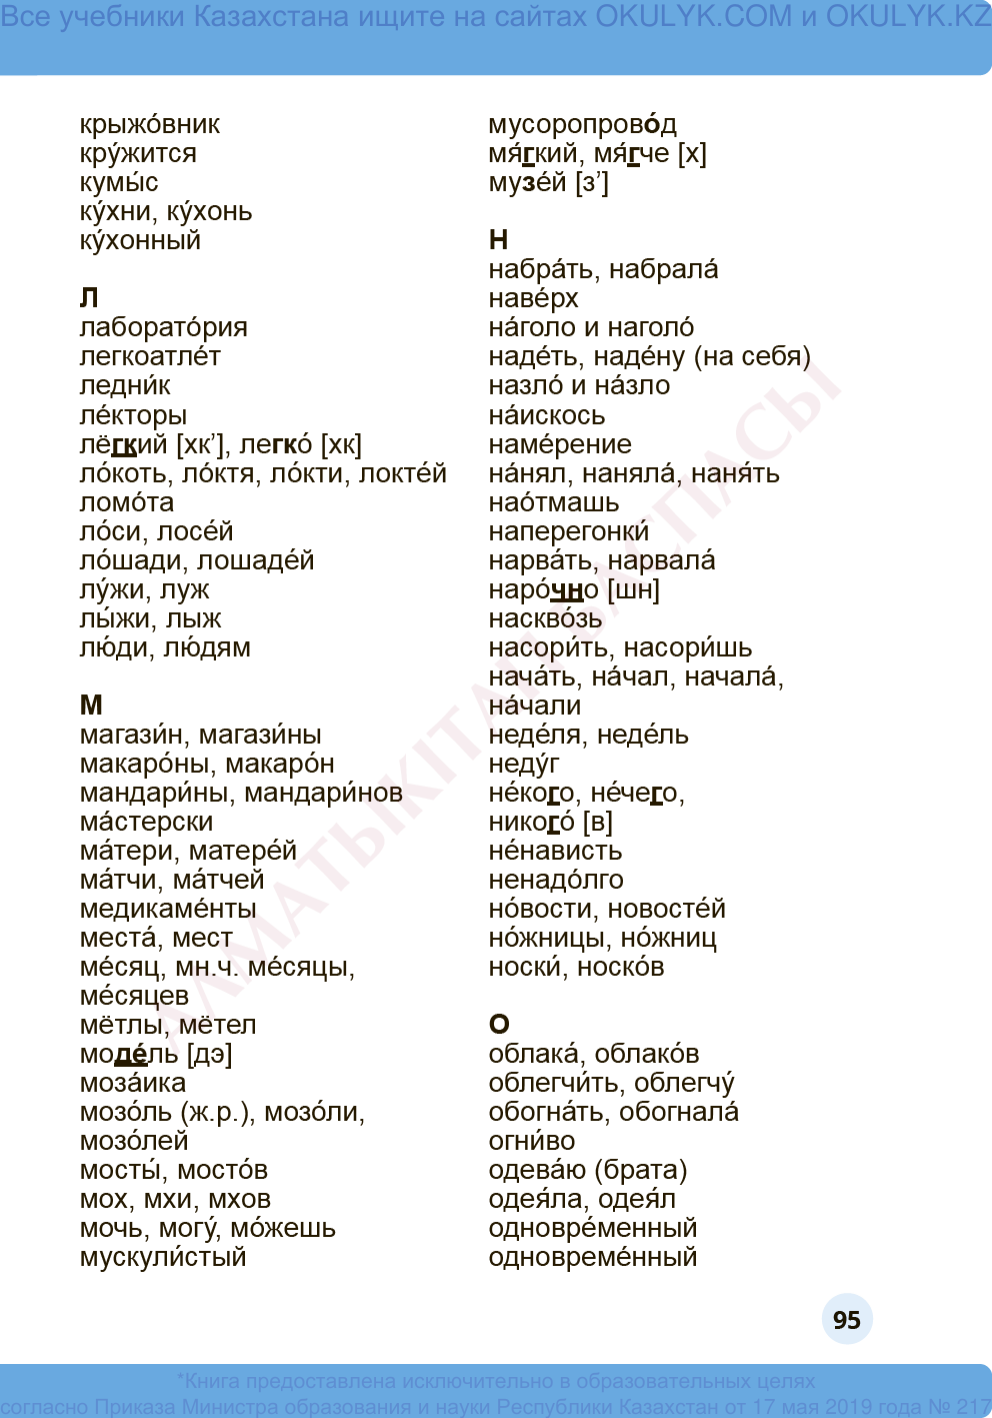 Все учебники Казахстана ищите на сайтах OKULYK.COM и OKULYK.KZ
крыжо́вник
кру́жится
кумы́с
ку́хни, ку́хонь
ку́хонный
Л
лаборато́рия
легкоатле́т
ледни́к
ле́кторы
лёгкий [хк’], легко́ [хк]
ло́коть, ло́ктя, ло́кти, локте́й
ломо́та
ло́си, лосе́й
ло́шади, лошаде́й
лу́жи, луж
лы́жи, лыж
лю́ди, лю́дям
М
магази́н, магази́ны
макаро́ны, макаро́н
мандари́ны, мандари́нов
ма́стерски
ма́тери, матере́й
ма́тчи, ма́тчей
медикаме́нты
места́, мест
ме́сяц, мн.ч. ме́сяцы,
ме́сяцев
мётлы, мётел
моде́ль [дэ]
моза́ика
мозо́ль (ж.р.), мозо́ли,
мозо́лей
мосты́, мосто́в
мох, мхи, мхов
мочь, могу́, мо́жешь
мускули́стый
мусоропрово́д
мя́гкий, мя́гче [х]
музе́й [з’]
Н
набра́ть, набрала́
наве́рх
на́голо и наголо́
наде́ть, наде́ну (на себя)
назло́ и на́зло
на́искось
наме́рение
на́нял, наняла́, наня́ть
нао́тмашь
наперегонки́
нарва́ть, нарвала́
наро́чно [шн]
наскво́зь
насори́ть, насори́шь
нача́ть, на́чал, начала́,
на́чали
неде́ля, неде́ль
неду́г
не́кого, не́чего,
никого́ [в]
не́нависть
ненадо́лго
но́вости, новосте́й
но́жницы, но́жниц
носки́, носко́в
О
облака́, облако́в
облегчи́ть, облегчу́
обогна́ть, обогнала́
огни́во
одева́ю (брата)
одея́ла, одея́л
одновре́менный
одновреме́нный
АЛМАТЫКІТАП БАСПАСЫ
95
*Книга предоставлена исключительно в образовательных целях
согласно Приказа Министра образования и науки Республики Казахстан от 17 мая 2019 года № 217